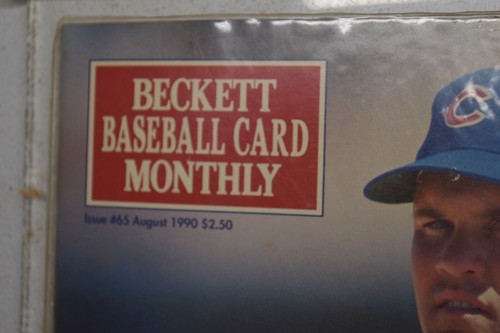 BECKETT
BASEBALL CARD
MONTHLY
Issue #65 August 1990 $2.50
C